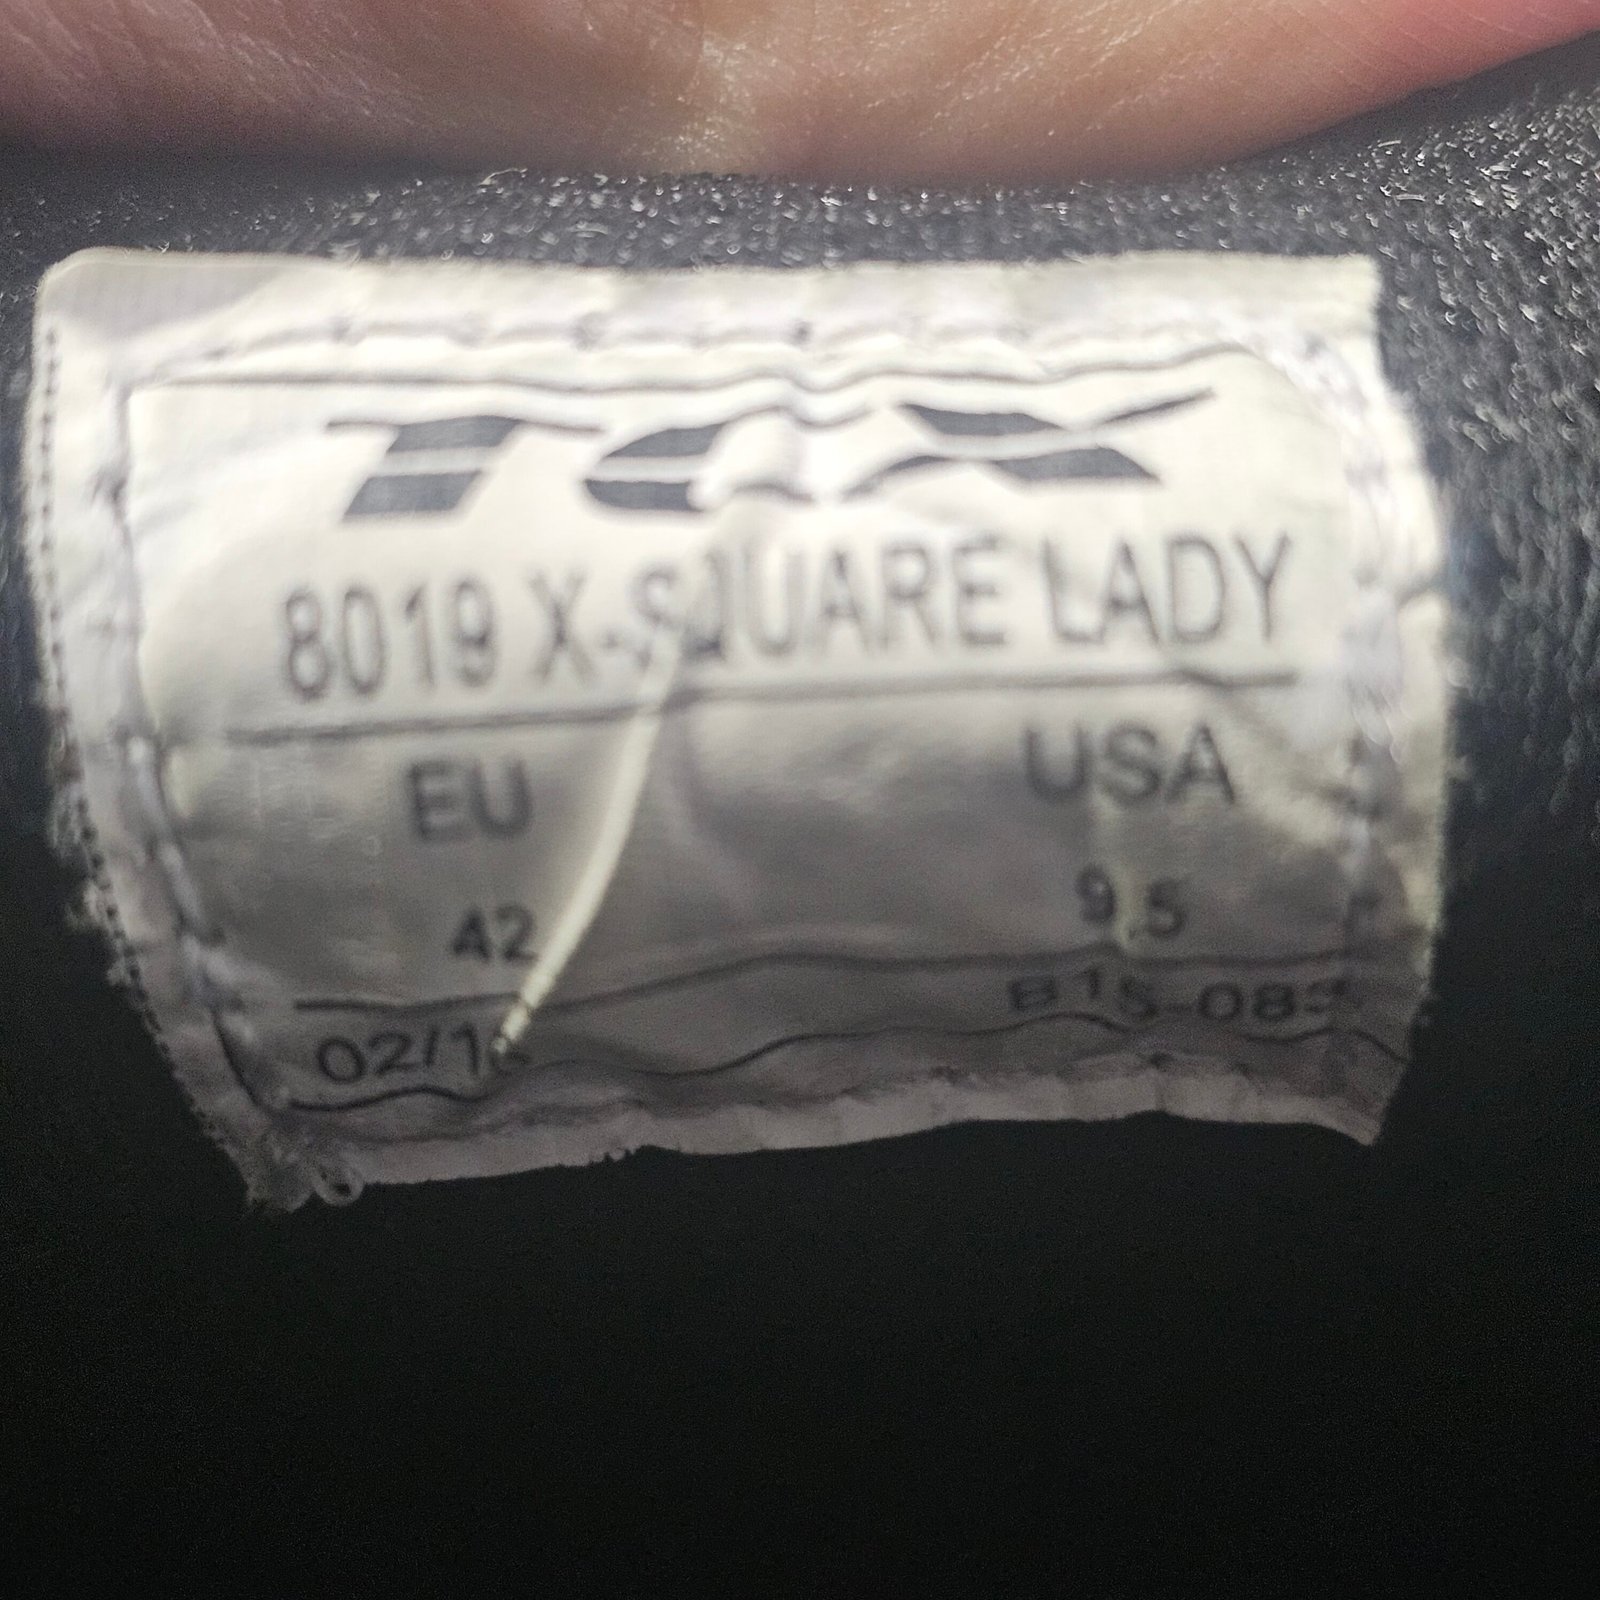 TCX
8019 X-SQUARE LADY
EU USA
42 9.5